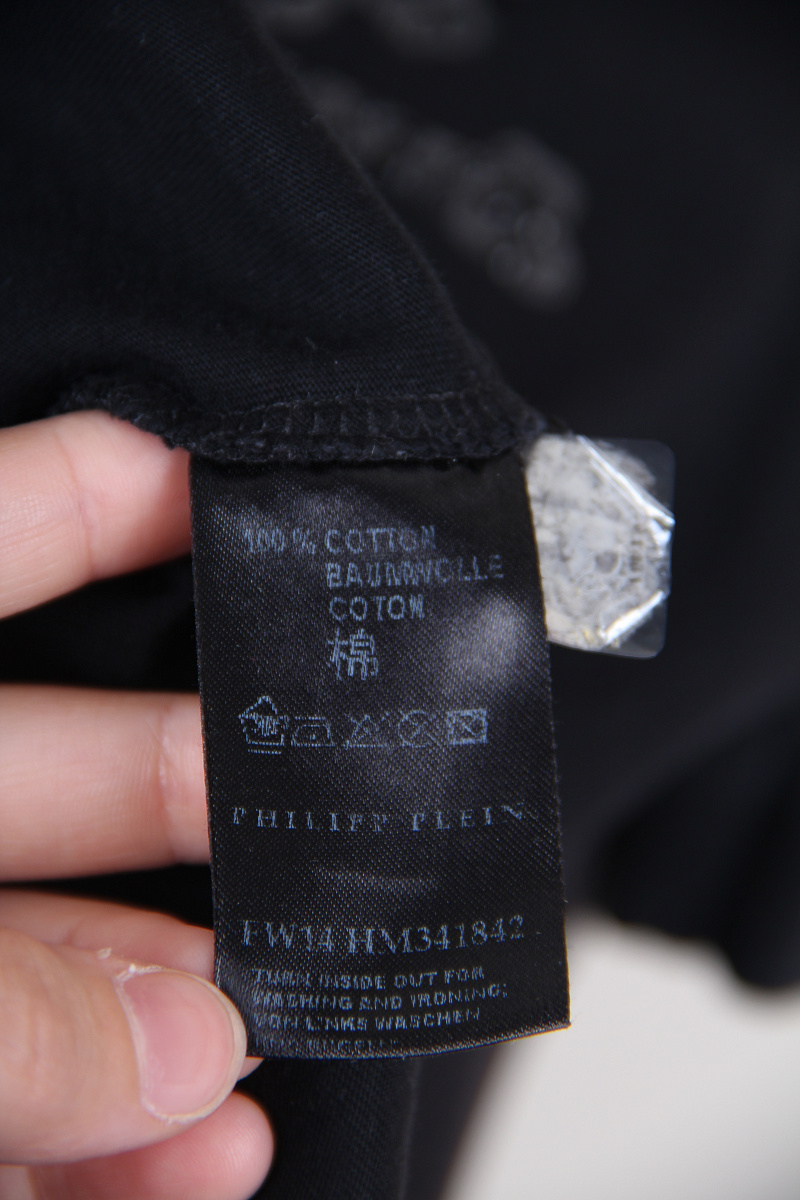 100% COTTON
BAUMWOLLE
COTON
棉
PHILIPP PLEIN
FW14 HM341842
TURN INSIDE OUT FOR
WASHING AND IRONING;
VON LINKS WASCHEN